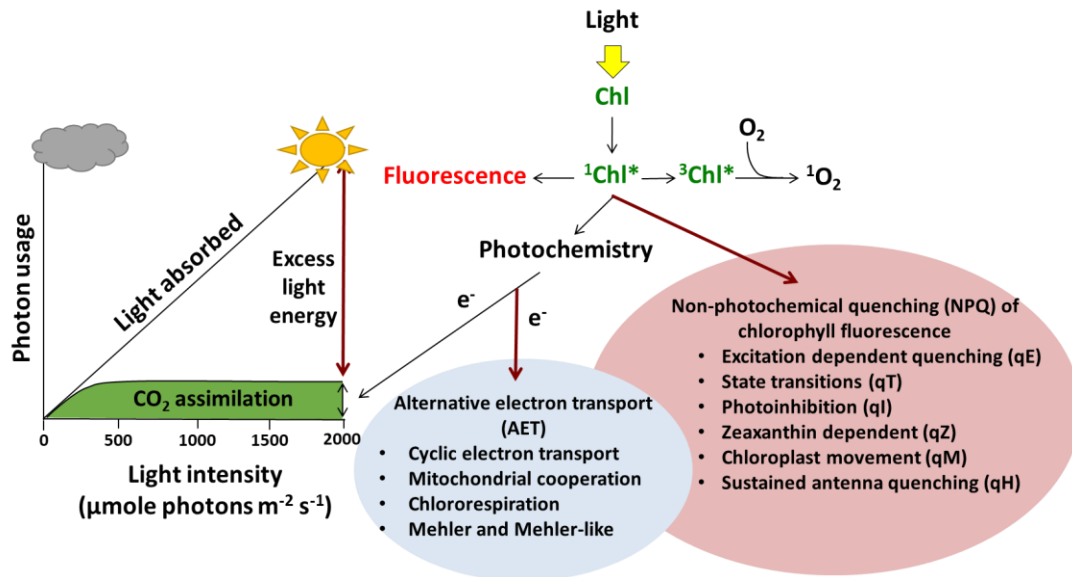 Light
Chl
O₂
Fluorescence
¹Chl*
³Chl*
¹O₂
Photochemistry
e⁻
e⁻
Photon usage
Light absorbed
Excess
light
energy
CO₂ assimilation
0
500
1000
1500
2000
Light intensity
(µmole photons m⁻² s⁻¹)
Alternative electron transport
(AET)
• Cyclic electron transport
• Mitochondrial cooperation
• Chlororespiration
• Mehler and Mehler-like
Non-photochemical quenching (NPQ) of
chlorophyll fluorescence
• Excitation dependent quenching (qE)
• State transitions (qT)
• Photoinhibition (qI)
• Zeaxanthin dependent (qZ)
• Chloroplast movement (qM)
• Sustained antenna quenching (qH)